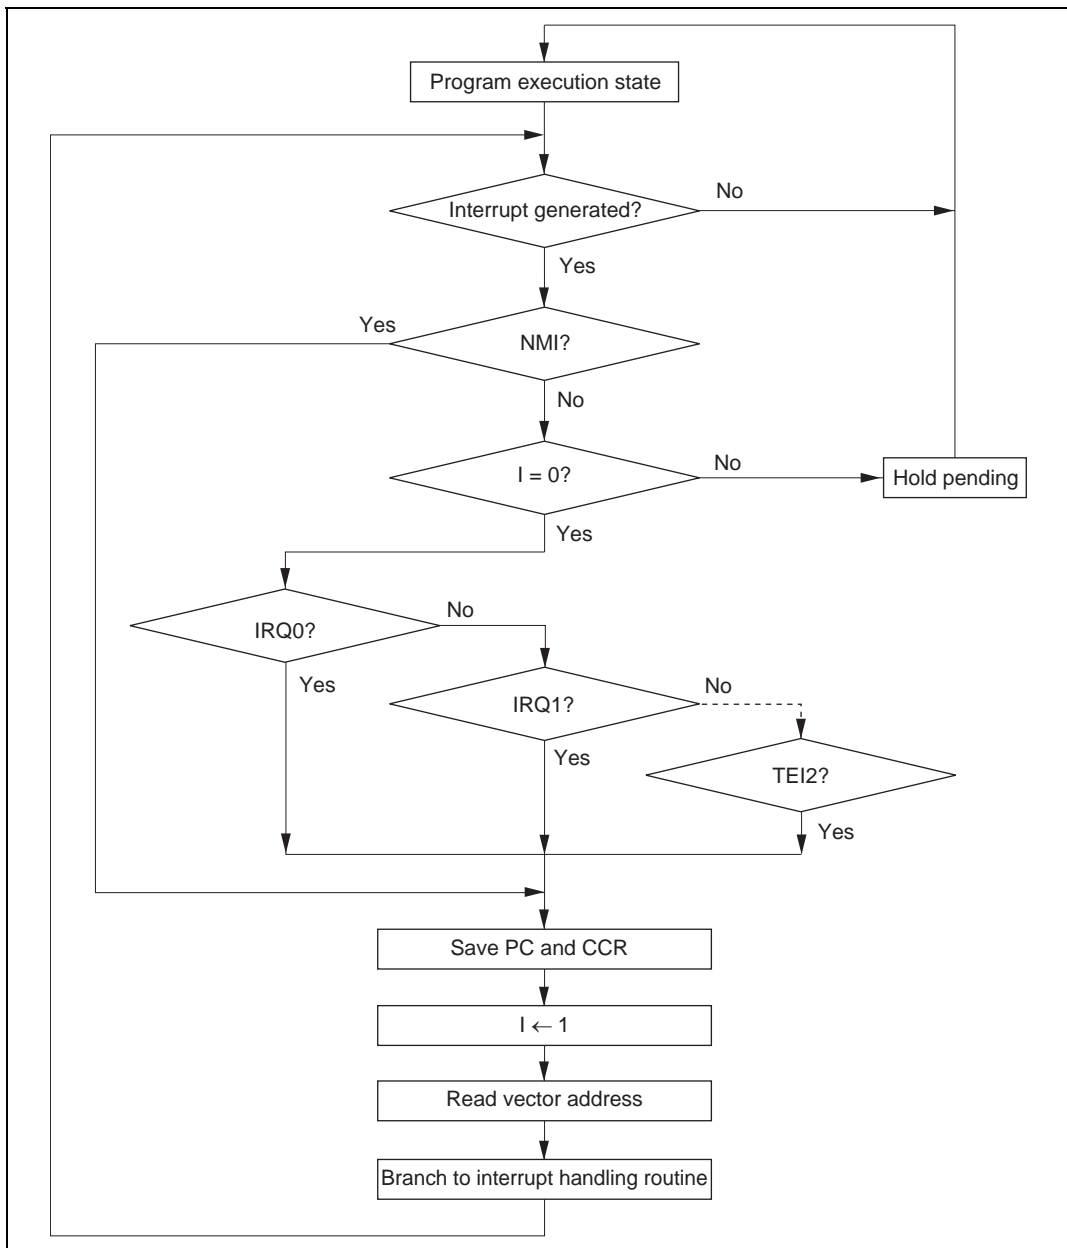 Program execution state
Interrupt generated?
No
Yes
Yes
NMI?
No
I = 0?
No
Hold pending
Yes
IRQ0?
No
Yes
IRQ1?
No
Yes
TEI2?
Yes
Save PC and CCR
I ← 1
Read vector address
Branch to interrupt handling routine